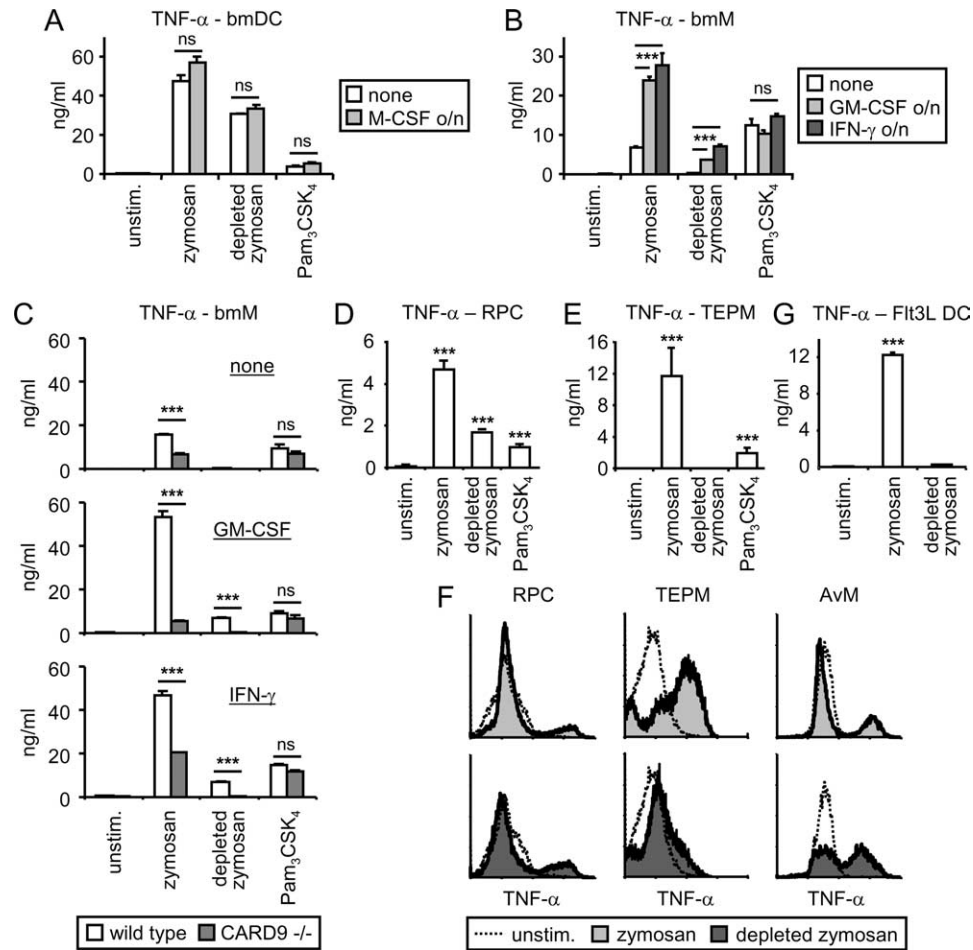 A
TNF-α - bmDC
ng/ml
60
40
20
0
ns
ns
ns
unstim.
zymosan
depleted
zymosan
Pam₃CSK₄
none
M-CSF o/n
B
TNF-α - bmM
ng/ml
30
20
10
0
***
***
ns
unstim.
zymosan
depleted
zymosan
Pam₃CSK₄
none
GM-CSF o/n
IFN-γ o/n
C
TNF-α - bmM
none
ng/ml
60
40
20
0
***
ns
GM-CSF
ng/ml
60
40
20
0
***
***
ns
IFN-γ
ng/ml
60
40
20
0
***
***
ns
unstim.
zymosan
depleted
zymosan
Pam₃CSK₄
wild type
CARD9 -/-
D
TNF-α – RPC
ng/ml
6
4
2
0
***
***
***
unstim.
zymosan
depleted
zymosan
Pam₃CSK₄
E
TNF-α - TEPM
ng/ml
16
12
8
4
0
***
***
unstim.
zymosan
depleted
zymosan
Pam₃CSK₄
G
TNF-α – Flt3L DC
ng/ml
12
8
4
0
***
unstim.
zymosan
depleted
zymosan
F
RPC
TEPM
AvM
TNF-α
TNF-α
TNF-α
unstim.
zymosan
depleted zymosan